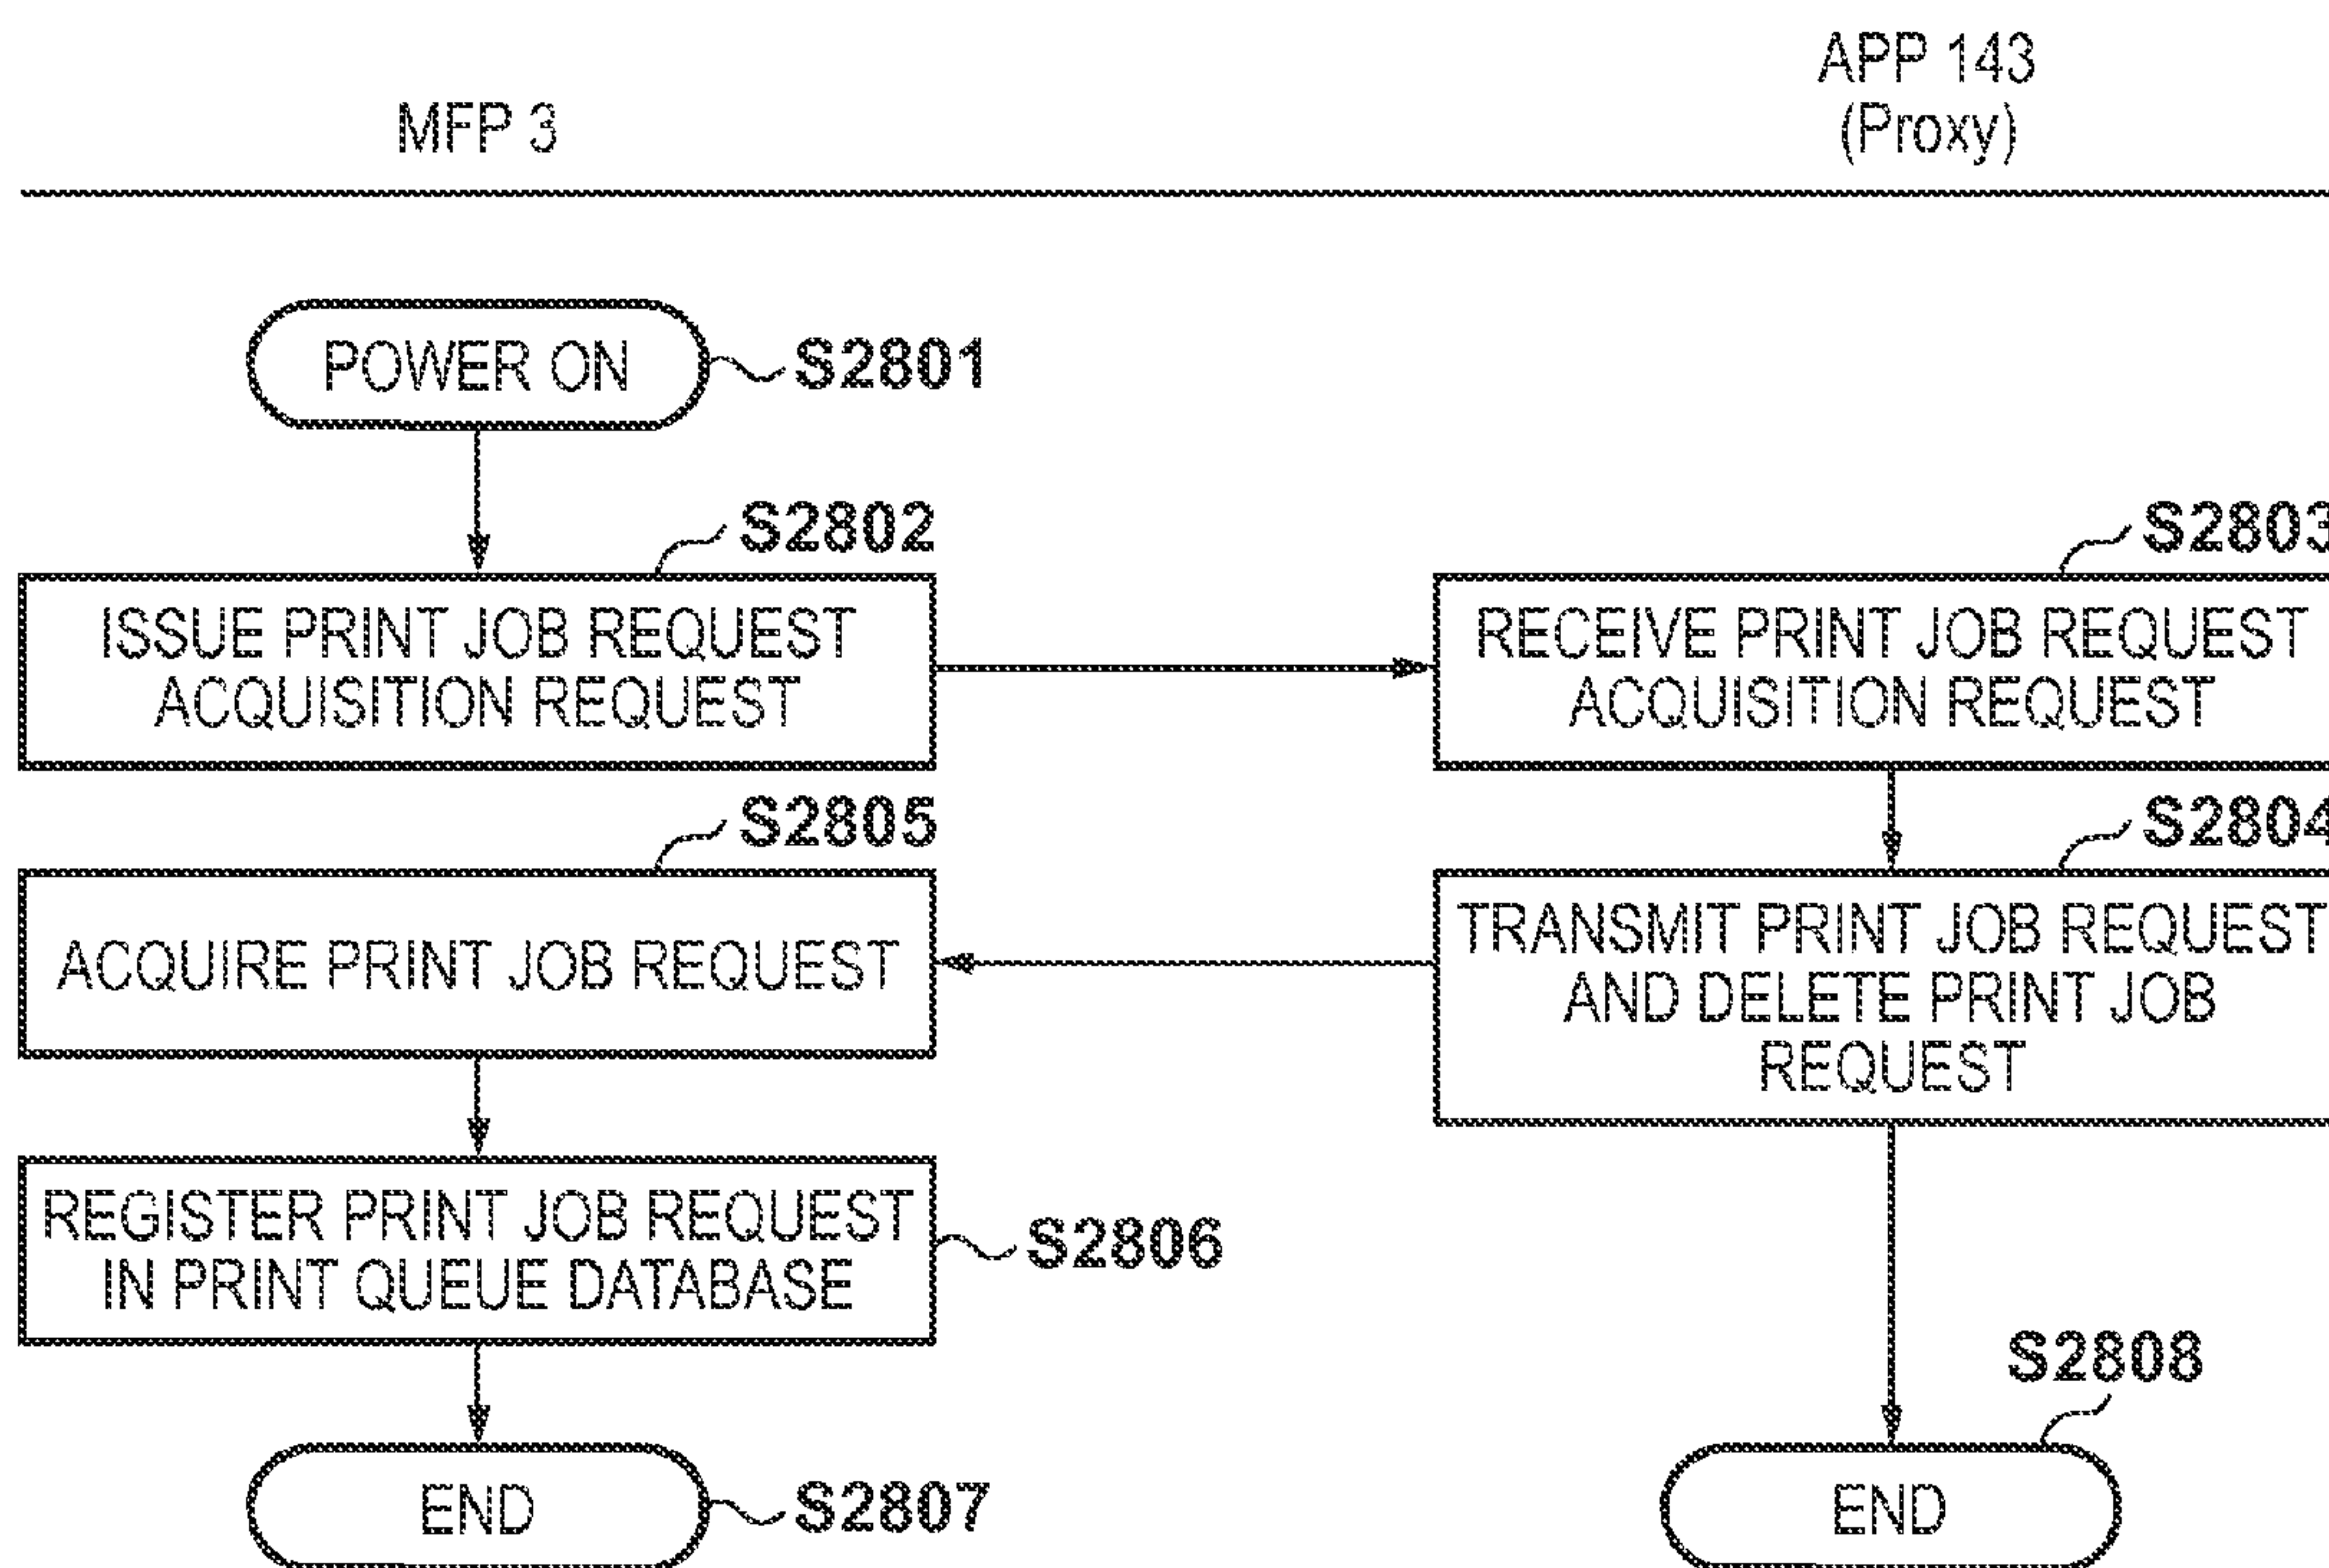 APP 143
MFP 3
(Proxy)
POWER ON
S2801
S2802
S2803
ISSUE PRINT JOB REQUEST
ACQUISITION REQUEST
RECEIVE PRINT JOB REQUEST
ACQUISITION REQUEST
S2805
S2804
ACQUIRE PRINT JOB REQUEST
TRANSMIT PRINT JOB REQUEST
AND DELETE PRINT JOB
REQUEST
REGISTER PRINT JOB REQUEST
IN PRINT QUEUE DATABASE
S2806
S2808
END
S2807
END